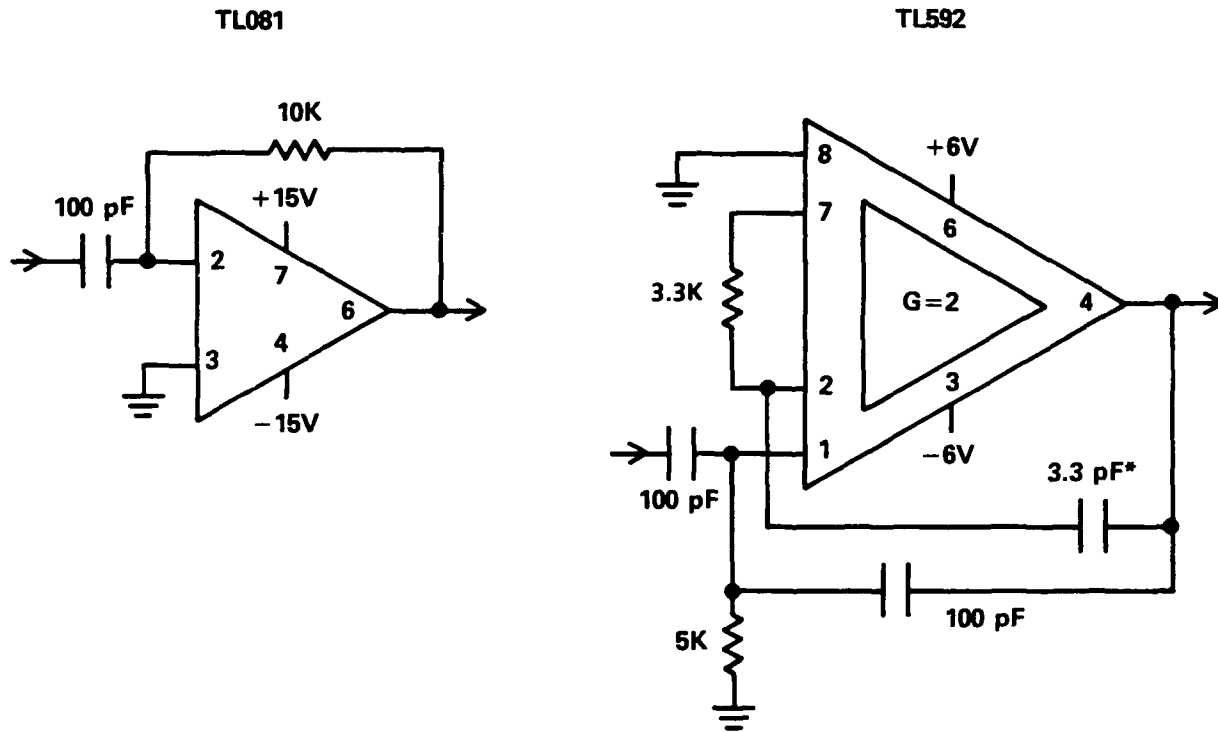 TL081
10K
100 pF
+15V
2
7
6
4
3
−15V
TL592
8
+6V
7
6
3.3K
G=2
4
2
3
1
−6V
100 pF
3.3 pF*
100 pF
5K